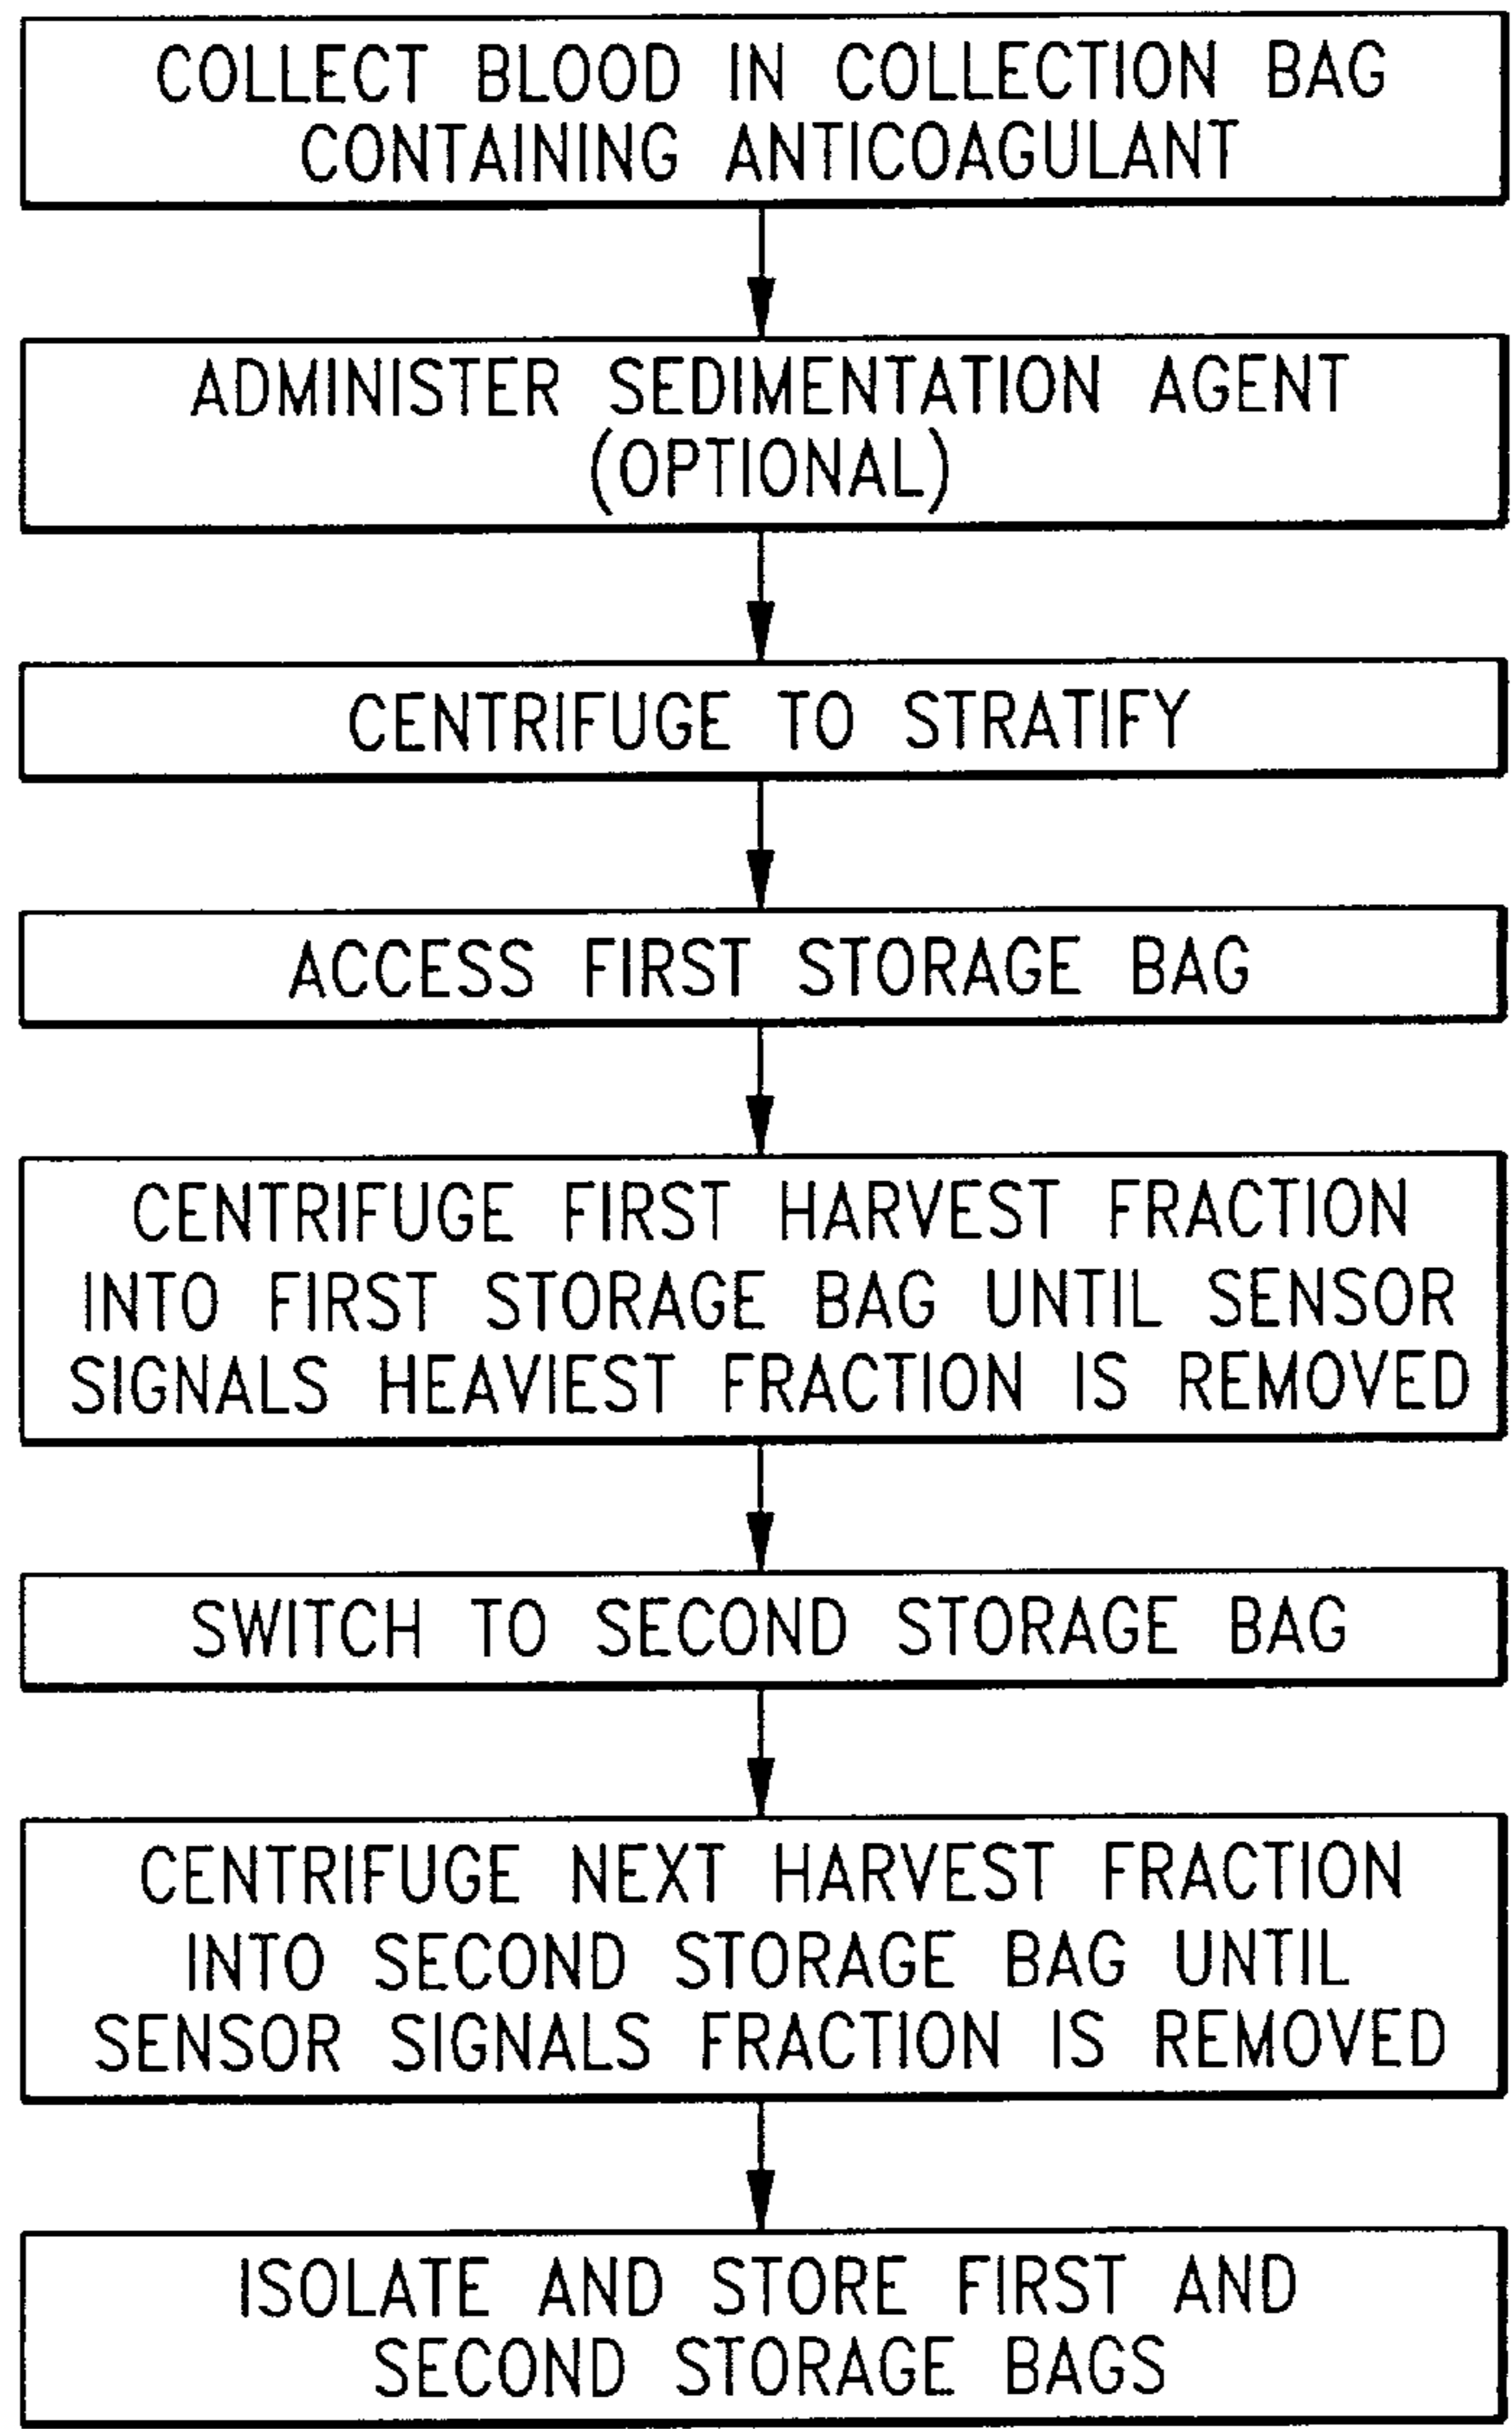 COLLECT BLOOD IN COLLECTION BAG
CONTAINING ANTICOAGULANT
ADMINISTER SEDIMENTATION AGENT
(OPTIONAL)
CENTRIFUGE TO STRATIFY
ACCESS FIRST STORAGE BAG
CENTRIFUGE FIRST HARVEST FRACTION
INTO FIRST STORAGE BAG UNTIL SENSOR
SIGNALS HEAVIEST FRACTION IS REMOVED
SWITCH TO SECOND STORAGE BAG
CENTRIFUGE NEXT HARVEST FRACTION
INTO SECOND STORAGE BAG UNTIL
SENSOR SIGNALS FRACTION IS REMOVED
ISOLATE AND STORE FIRST AND
SECOND STORAGE BAGS